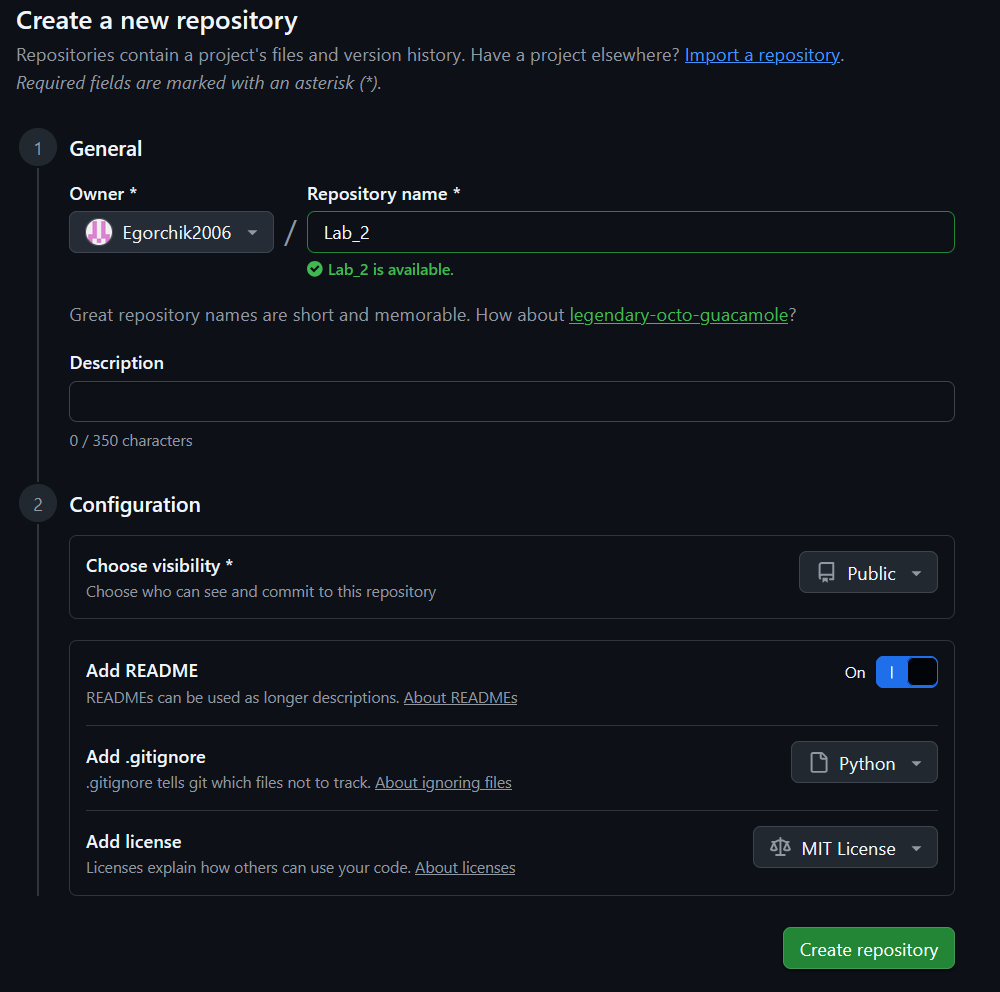 Create a new repository
Repositories contain a project's files and version history. Have a project elsewhere? Import a repository.
Required fields are marked with an asterisk (*).
1 General
Owner * Repository name *
Egorchik2006 / Lab_2
Lab_2 is available.
Great repository names are short and memorable. How about legendary-octo-guacamole?
Description
0 / 350 characters
2 Configuration
Choose visibility *
Choose who can see and commit to this repository
Public
Add README
READMEs can be used as longer descriptions. About READMEs
On
Add .gitignore
.gitignore tells git which files not to track. About ignoring files
Python
Add license
Licenses explain how others can use your code. About licenses
MIT License
Create repository